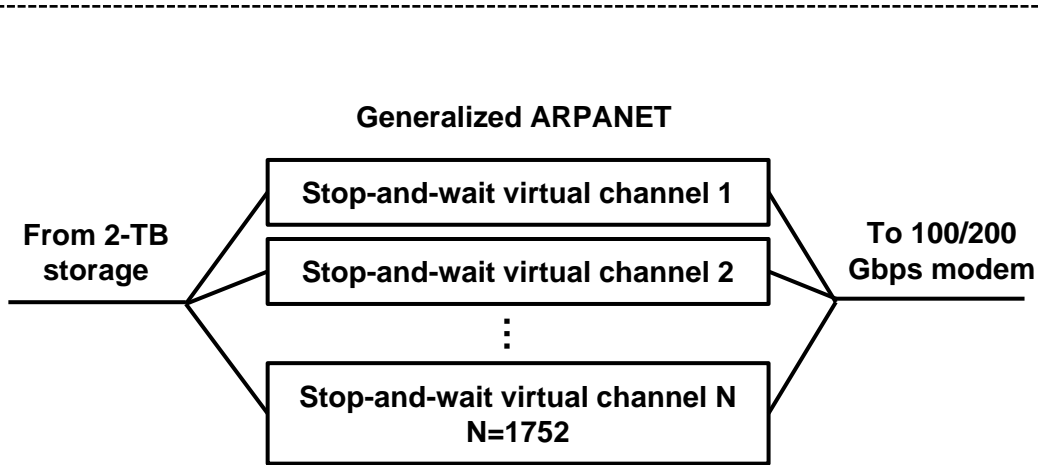 Generalized ARPANET
Stop-and-wait virtual channel 1
From 2-TB
storage
Stop-and-wait virtual channel 2
To 100/200
Gbps modem
⋮
Stop-and-wait virtual channel N
N=1752